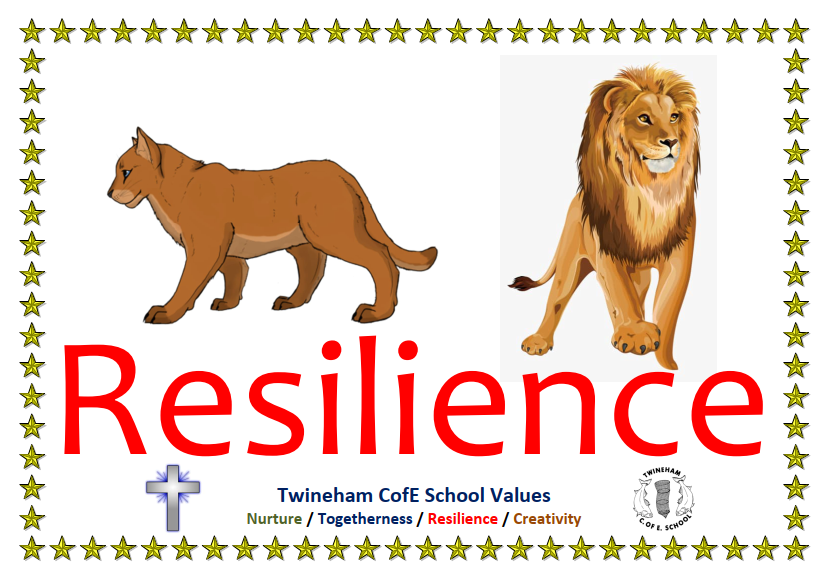 Resilience
Twineham CofE School Values
Nurture / Togetherness / Resilience / Creativity
TWINEHAM
C. OF E. SCHOOL